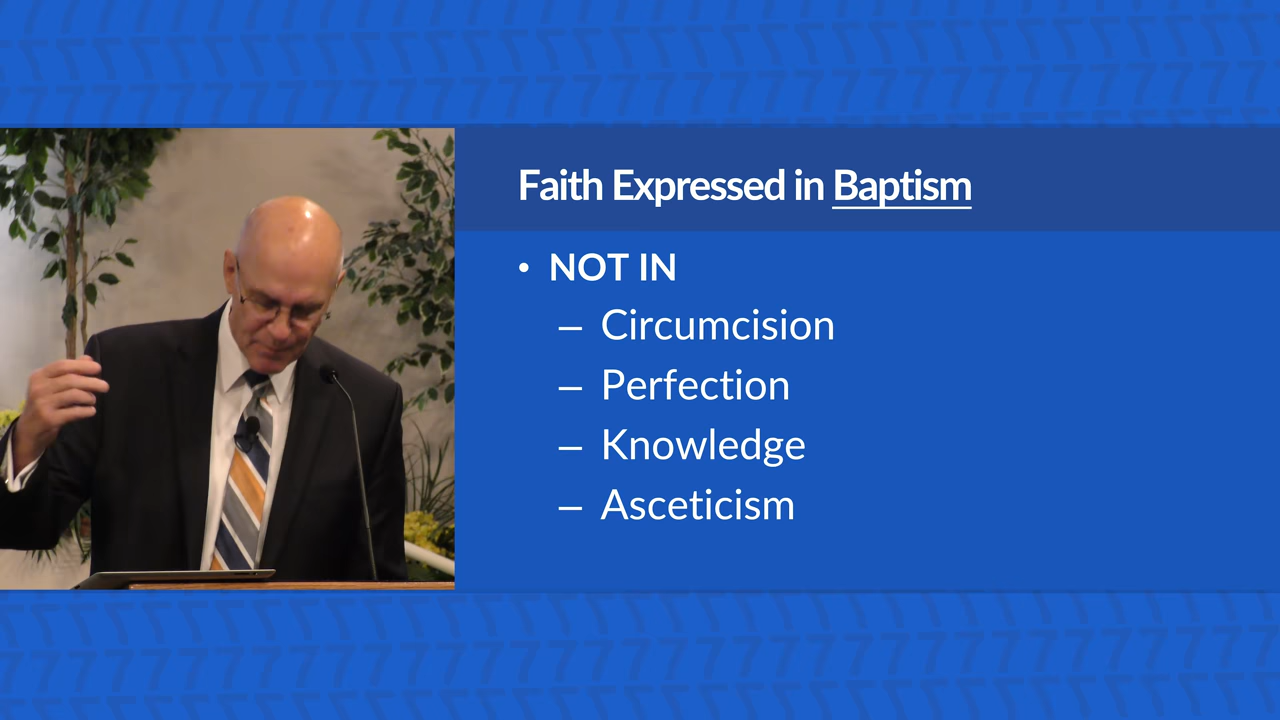 Faith Expressed in Baptism
• NOT IN
– Circumcision
– Perfection
– Knowledge
– Asceticism